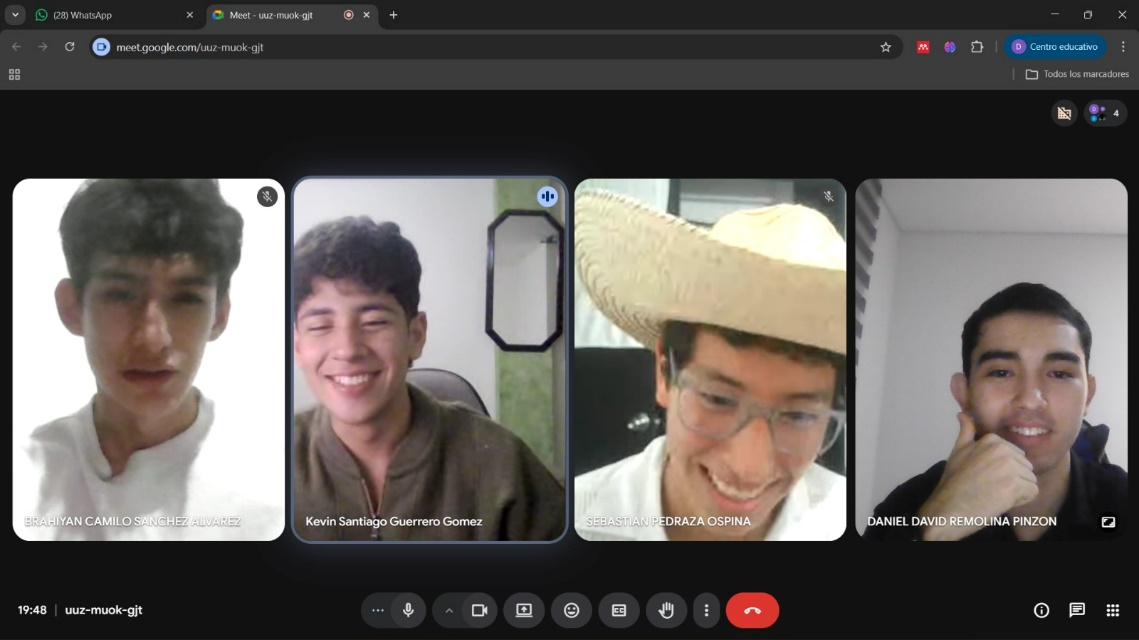 (28) WhatsApp
Meet - uuz-muok-gjt
meet.google.com/uuz-muok-gjt
D Centro educativo
Todos los marcadores
D 4
BRAHIYAN CAMILO SANCHEZ ALVAREZ
Kevin Santiago Guerrero Gomez
SEBASTIAN PEDRAZA OSPINA
DANIEL DAVID REMOLINA PINZON
19:48 | uuz-muok-gjt